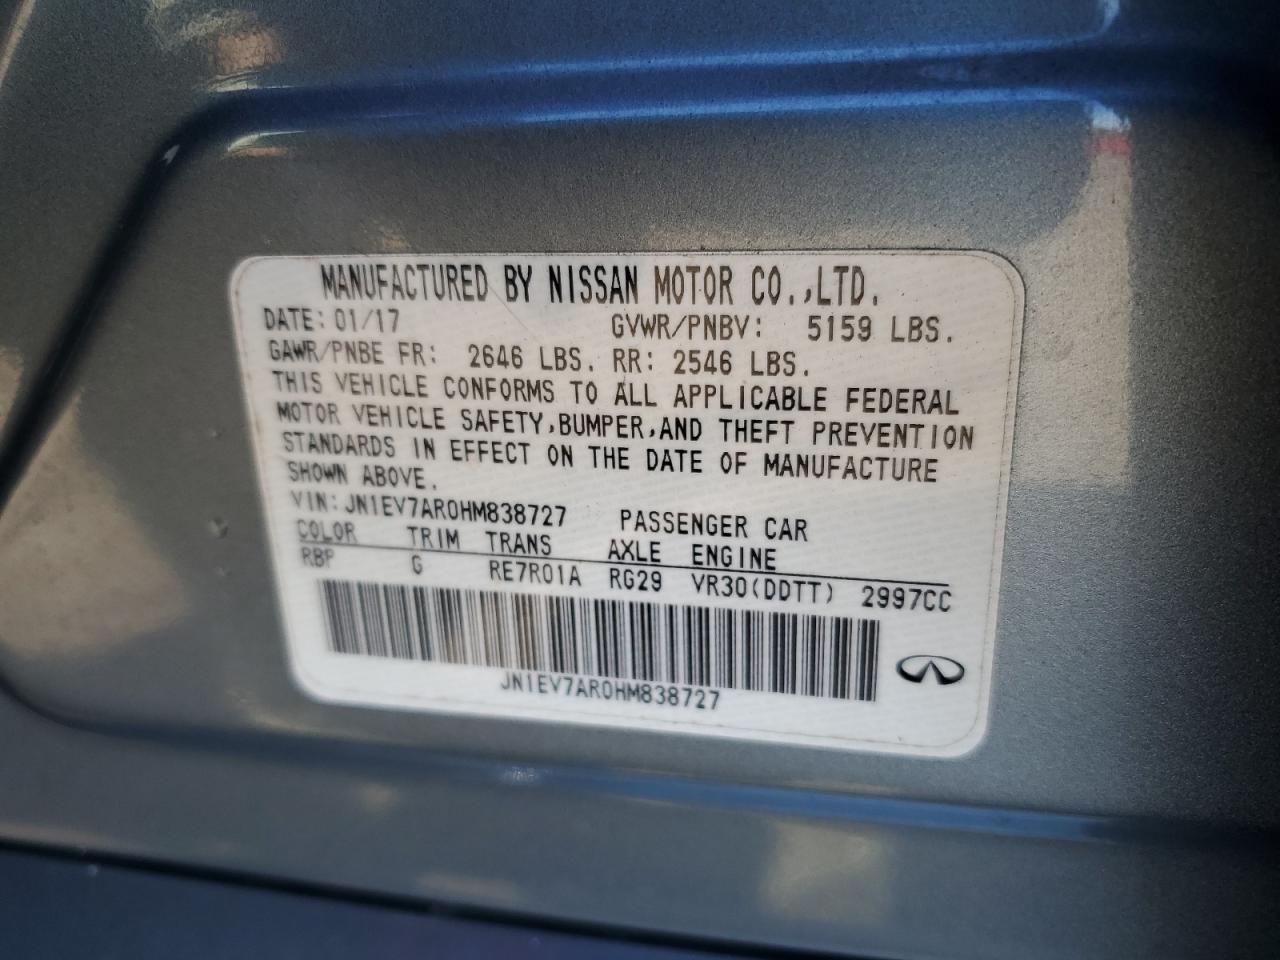 MANUFACTURED BY NISSAN MOTOR CO.,LTD.
DATE: 01/17 GVWR/PNBV: 5159 LBS.
GAWR/PNBE FR: 2646 LBS. RR: 2546 LBS.
THIS VEHICLE CONFORMS TO ALL APPLICABLE FEDERAL
MOTOR VEHICLE SAFETY,BUMPER,AND THEFT PREVENTION
STANDARDS IN EFFECT ON THE DATE OF MANUFACTURE
SHOWN ABOVE.
VIN: JN1EV7AR0HM838727 PASSENGER CAR
COLOR TRIM TRANS AXLE ENGINE
RBP G RE7R01A RG29 VR30(DDTT) 2997CC
JN1EV7AR0HM838727